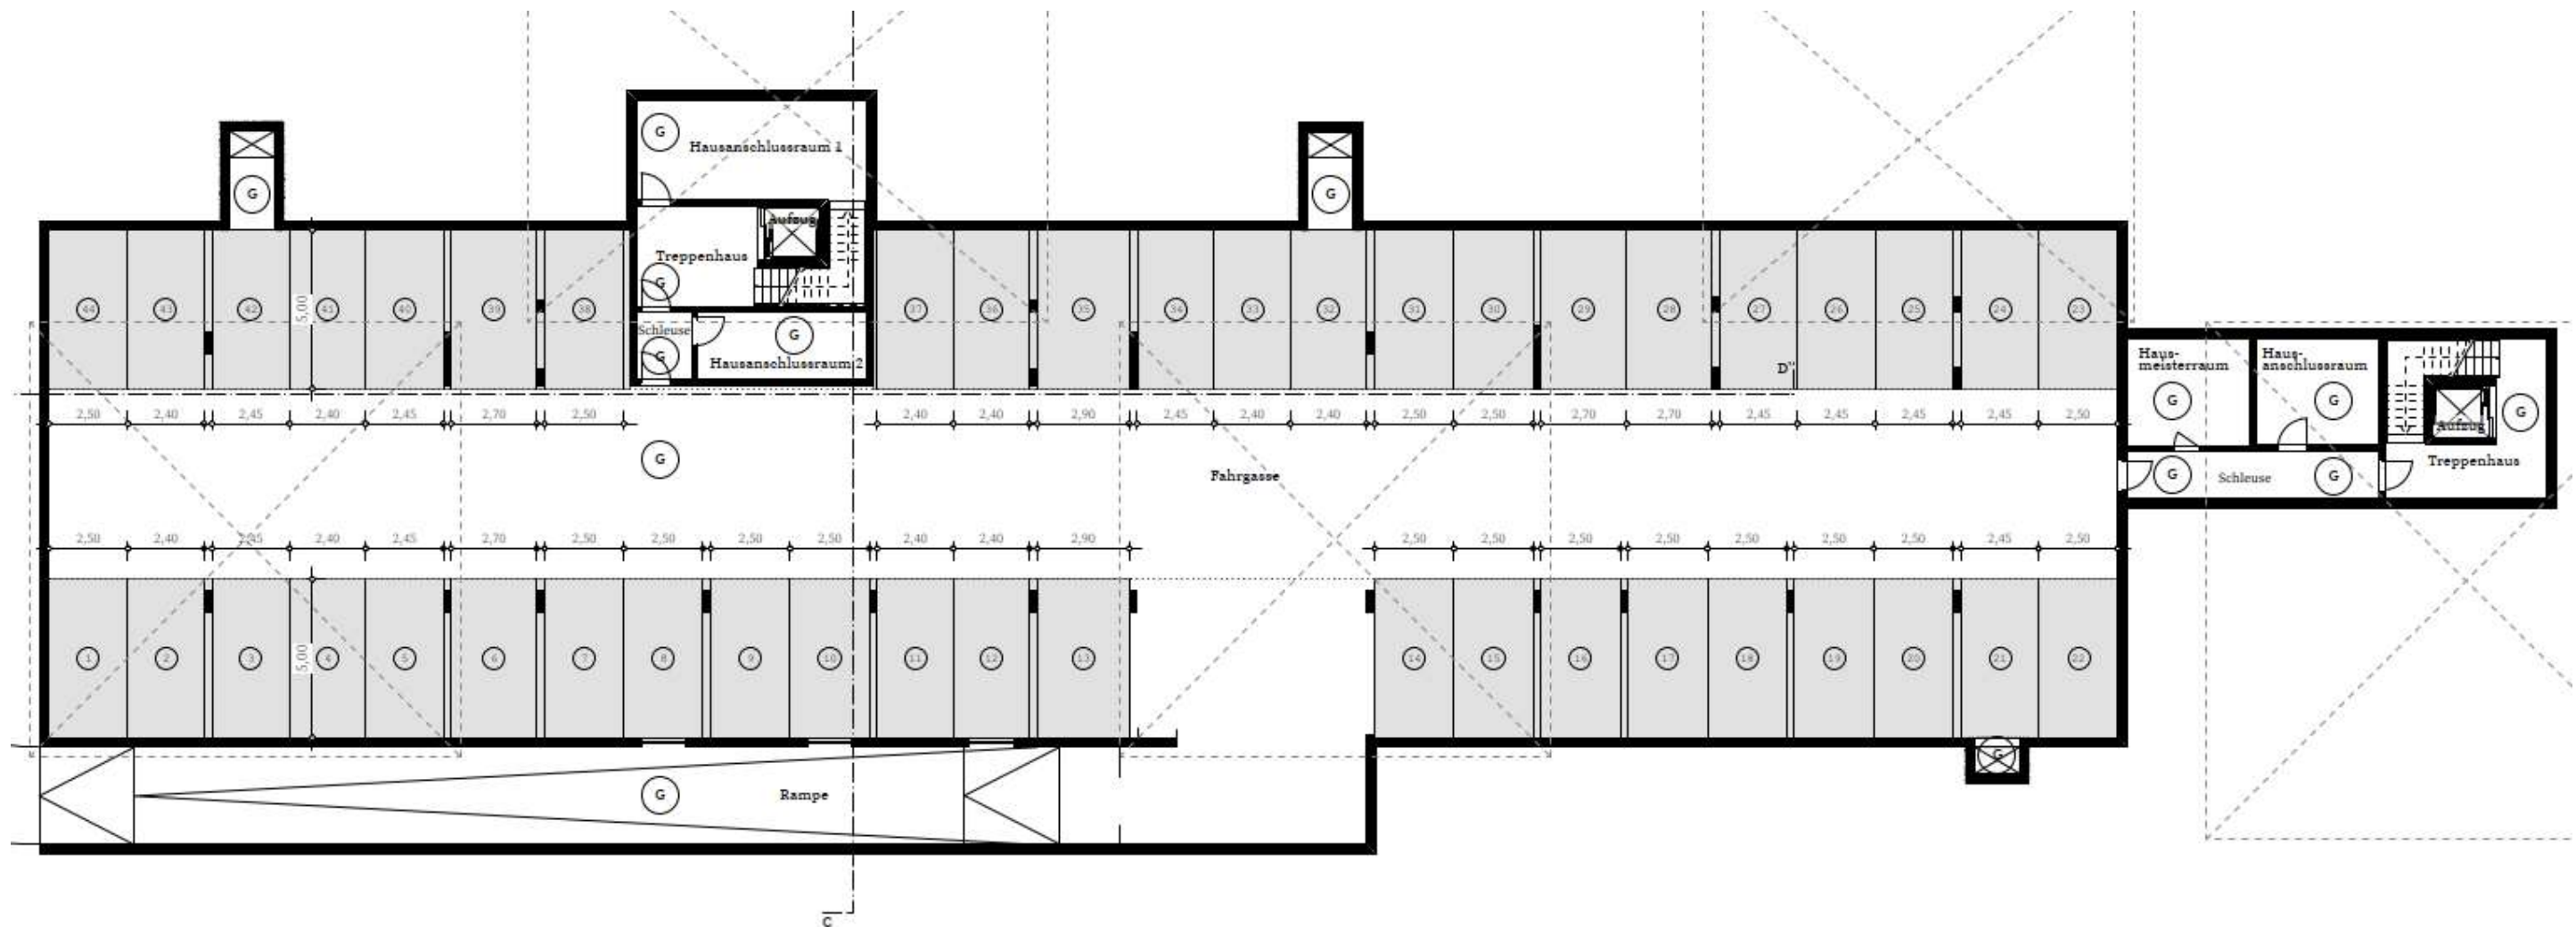 G
Hausanschlussraum 1
G
G
Aufzug
Treppenhaus
G
44 43 42 41 40 39 38
5,00
37 36 35 34 33 32 31 30 29 28 27 26 25 24 23
Schleuse
G
G
Hausanschlussraum 2
D''
Haus-
meisterraum
G
Haus-
anschlussraum
G
G
Aufzug
Treppenhaus
2,50 2,40 2,45 2,40 2,45 2,70 2,50
2,40 2,40 2,90 2,45 2,40 2,40 2,50 2,50 2,70 2,70 2,45 2,45 2,45 2,45 2,50
G
Fahrgasse
G
Schleuse
G
2,50 2,40 2,45 2,40 2,45 2,70 2,50 2,50 2,50 2,50 2,40 2,40 2,90
2,50 2,50 2,50 2,50 2,50 2,50 2,50 2,45 2,50
5,00
1 2 3 4 5 6 7 8 9 10 11 12 13
14 15 16 17 18 19 20 21 22
G
G
Rampe
C